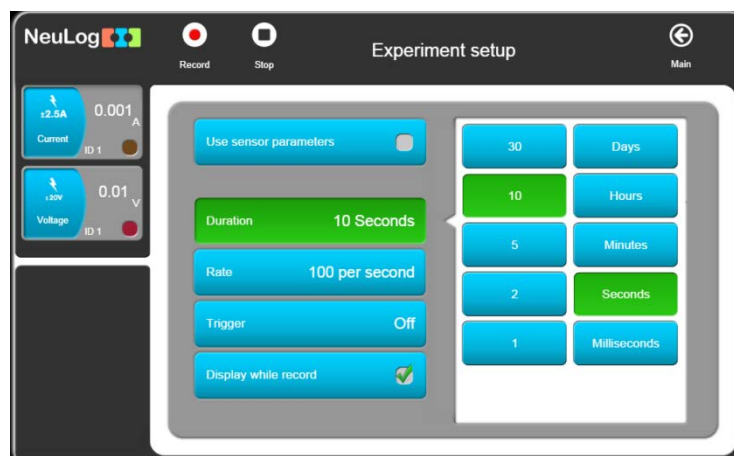 NeuLog
Record
Stop
Experiment setup
Main
±2.5A
0.001 A
Current
ID 1
±20V
0.01 V
Voltage
ID 1
Use sensor parameters
Duration 10 Seconds
Rate 100 per second
Trigger Off
Display while record
30 Days
10 Hours
5 Minutes
2 Seconds
1 Milliseconds